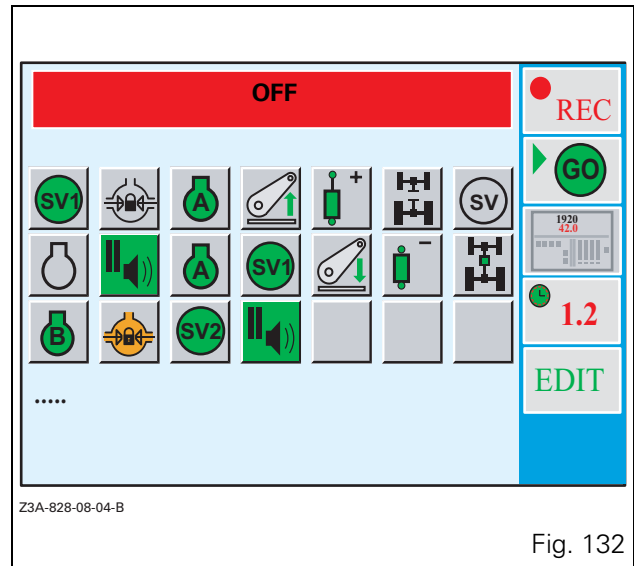 OFF
REC
SV1
A
+
SV
GO
A
SV1
−
1920
42.0
B
SV2
1.2
.....
EDIT
Z3A-828-08-04-B
Fig. 132